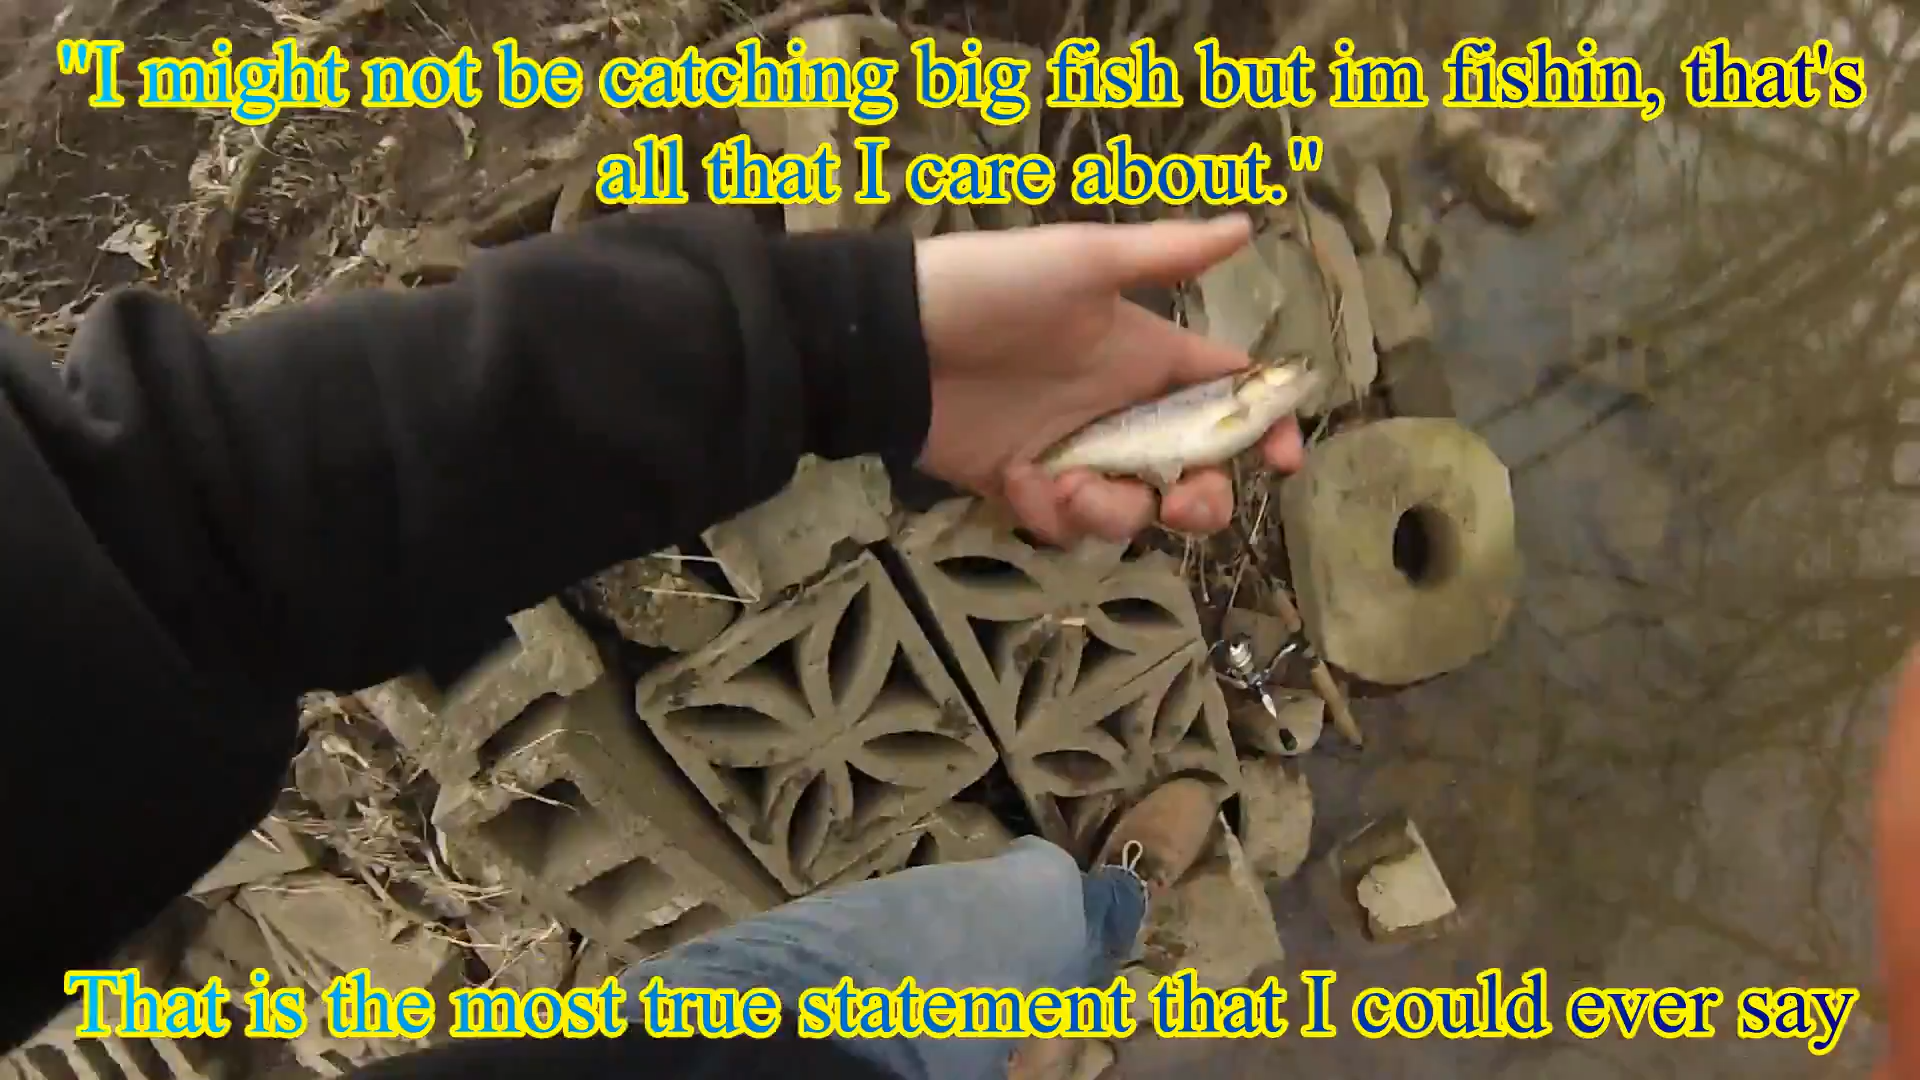 "I might not be catching big fish but im fishin, that's
all that I care about."
That is the most true statement that I could ever say